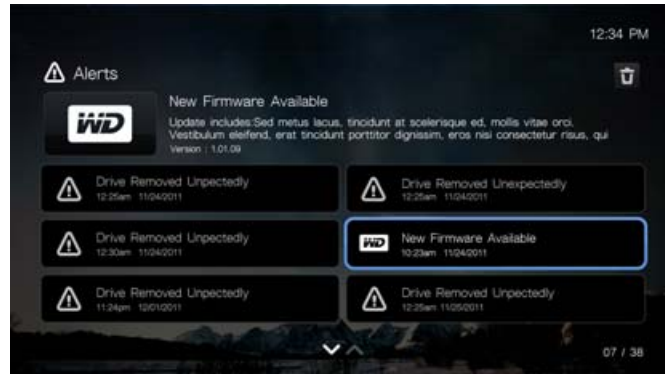 12:34 PM
Alerts
WD
New Firmware Available
Update includes:Sed metus lacus, tincidunt at scelerisque ed, mollis vitae orci.
Vestibulum eleifend, erat tincidunt porttitor dignissim, eros nisi consectetur risus, qui
Version : 1.01.09
Drive Removed Unpectedly
12:25am 11/24/2011
Drive Removed Unexpectedly
12:25am 11/24/2011
Drive Removed Unpectedly
12:30am 11/24/2011
WD
New Firmware Available
10:23am 11/24/2011
Drive Removed Unpectedly
11:24pm 12/01/2011
Drive Removed Unpectedly
12:25am 11/25/2011
07 / 38